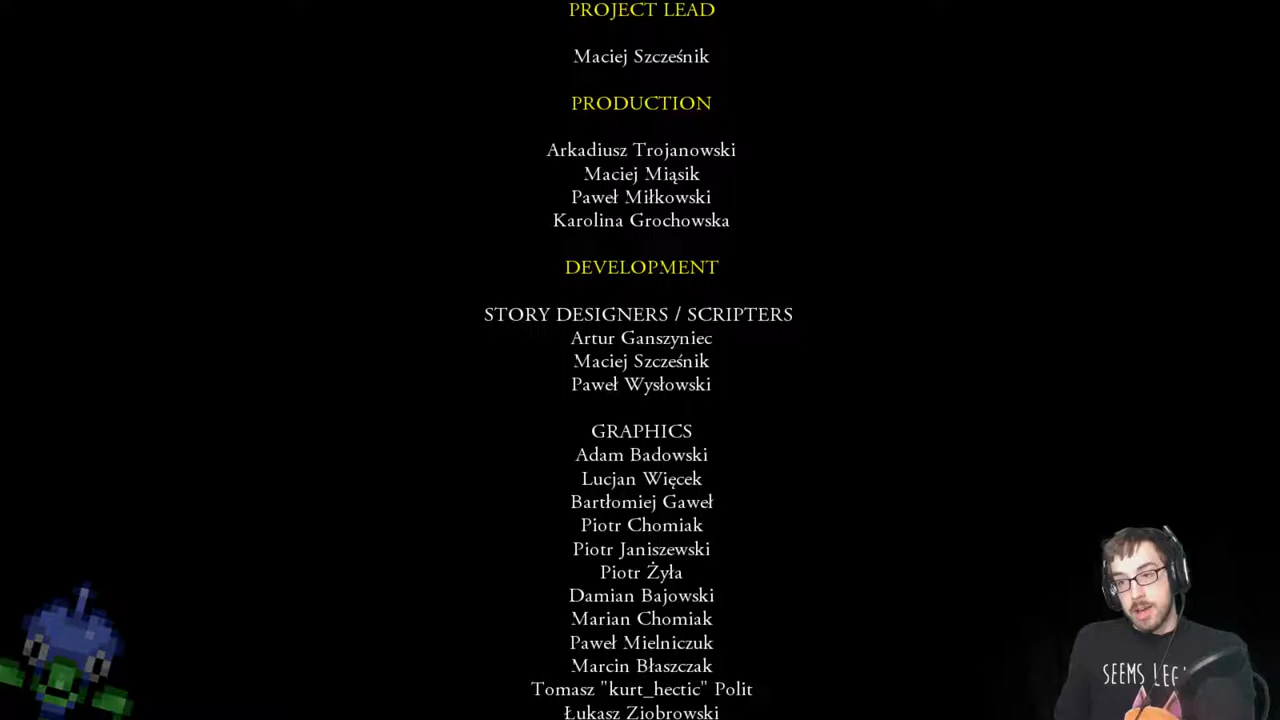 PROJECT LEAD
Maciej Szcześnik
PRODUCTION
Arkadiusz Trojanowski
Maciej Miąsik
Paweł Miłkowski
Karolina Grochowska
DEVELOPMENT
STORY DESIGNERS / SCRIPTERS
Artur Ganszyniec
Maciej Szcześnik
Paweł Wysłowski
GRAPHICS
Adam Badowski
Lucjan Więcek
Bartłomiej Gaweł
Piotr Chomiak
Piotr Janiszewski
Piotr Żyła
Damian Bajowski
Marian Chomiak
Paweł Mielniczuk
Marcin Błaszczak
Tomasz "kurt_hectic" Polit
Łukasz Ziobrowski
SEEMS